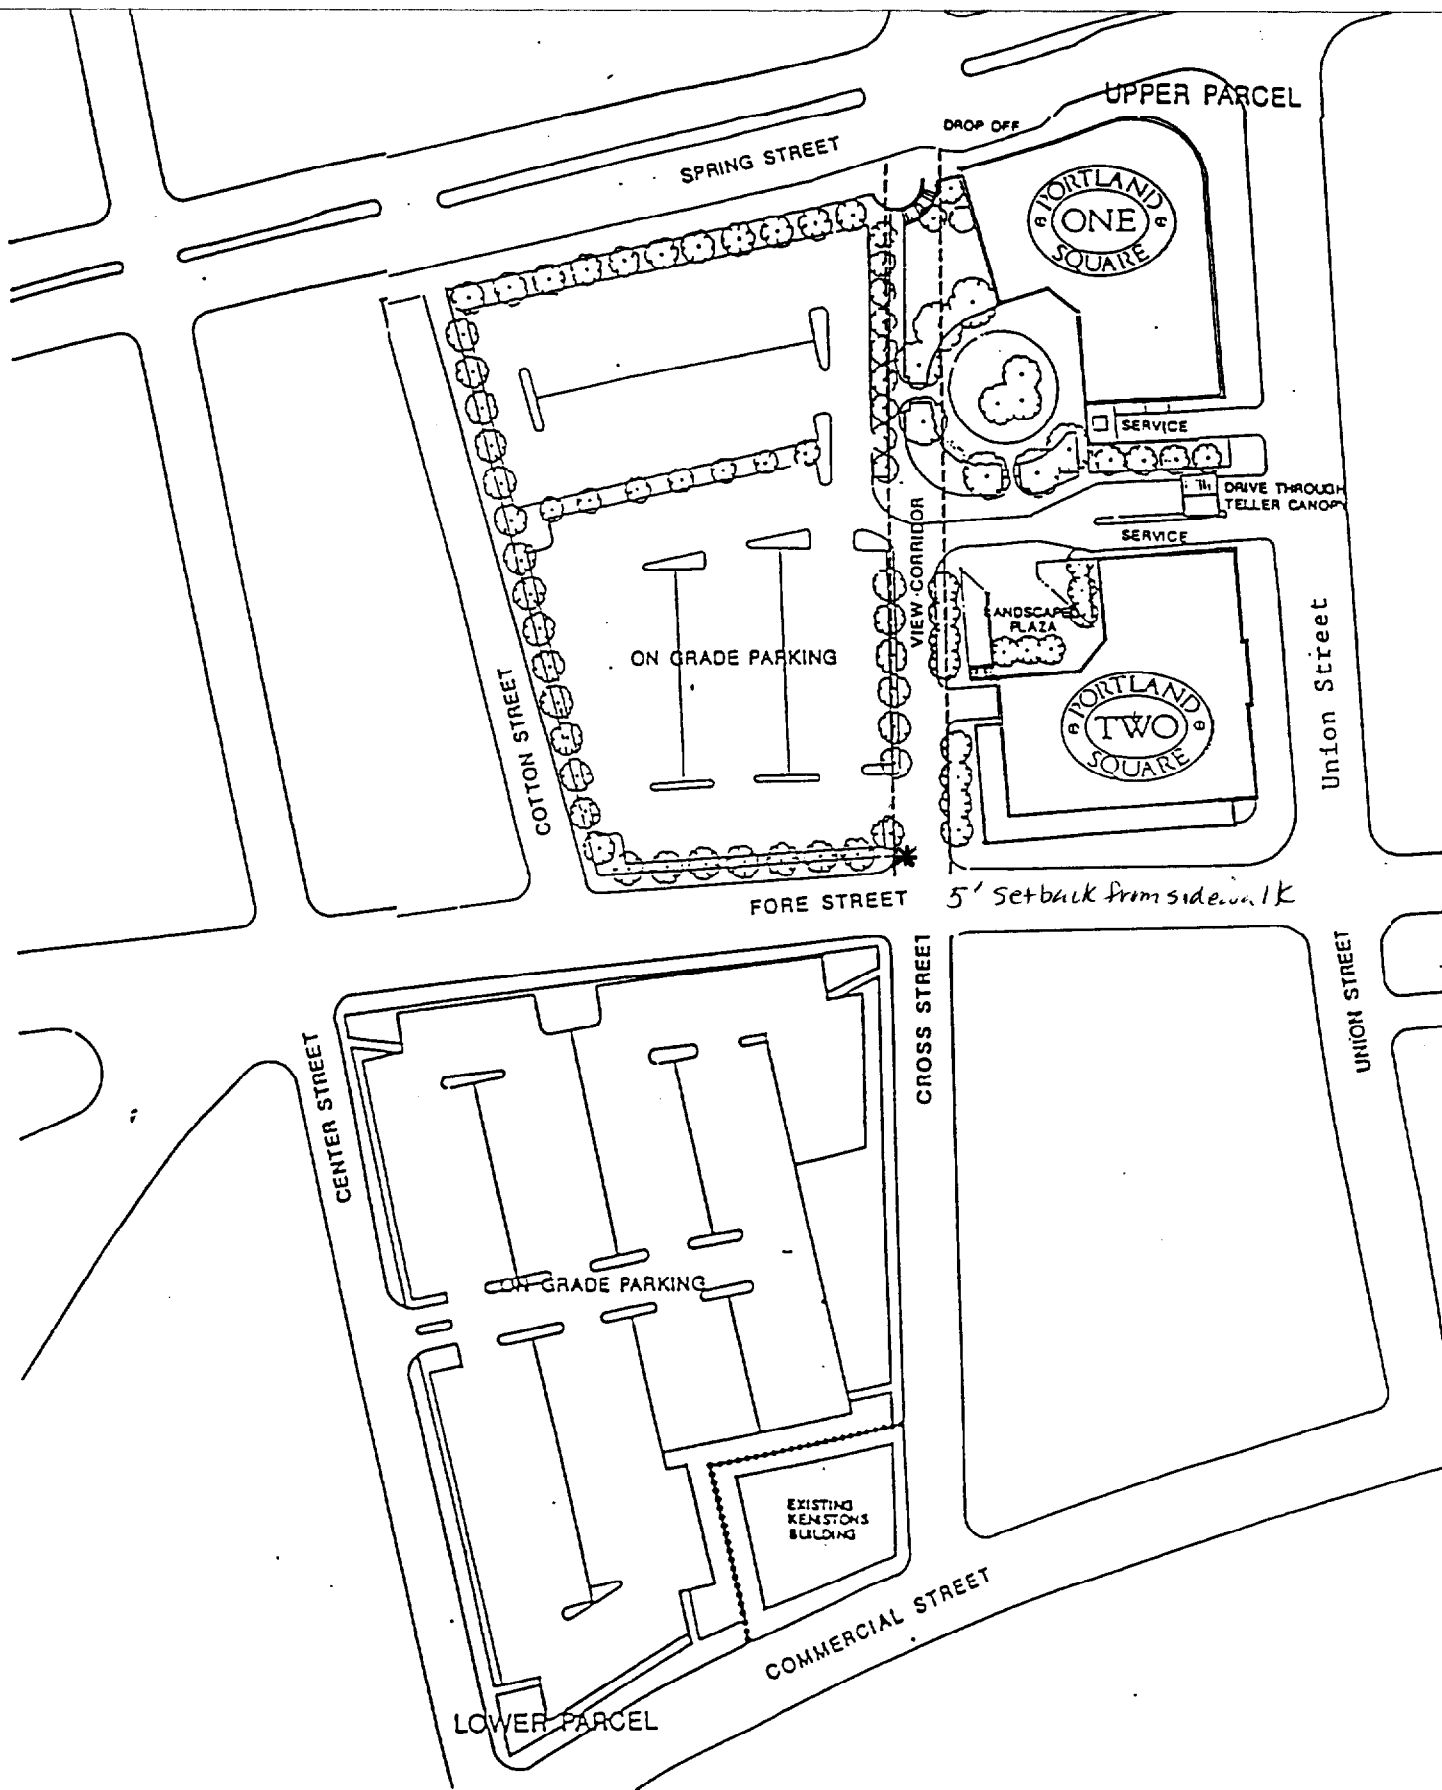 UPPER PARCEL
DROP OFF
SPRING STREET
PORTLAND
ONE
SQUARE
SERVICE
DRIVE THROUGH
TELLER CANOPY
SERVICE
VIEW CORRIDOR
LANDSCAPED
PLAZA
Union Street
ON GRADE PARKING
COTTON STREET
PORTLAND
TWO
SQUARE
FORE STREET
5' setback from sidewalk
CROSS STREET
UNION STREET
CENTER STREET
ON GRADE PARKING
EXISTING
KENISTONS
BUILDING
COMMERCIAL STREET
LOWER PARCEL